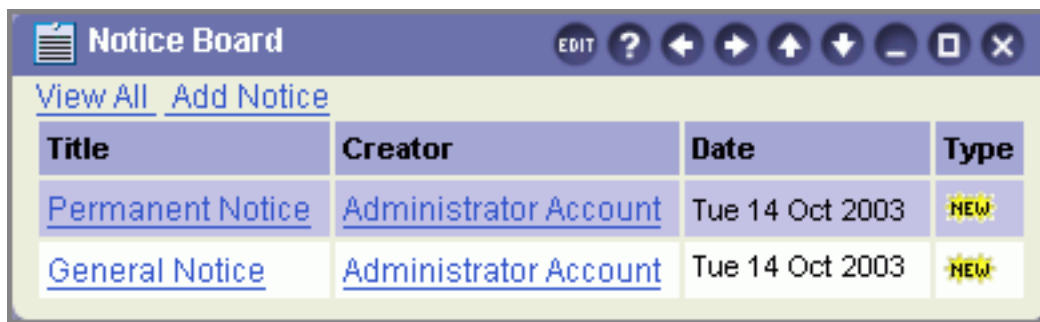 Notice Board EDIT ?
View All Add Notice
Title Creator Date Type
Permanent Notice Administrator Account Tue 14 Oct 2003 NEW
General Notice Administrator Account Tue 14 Oct 2003 NEW